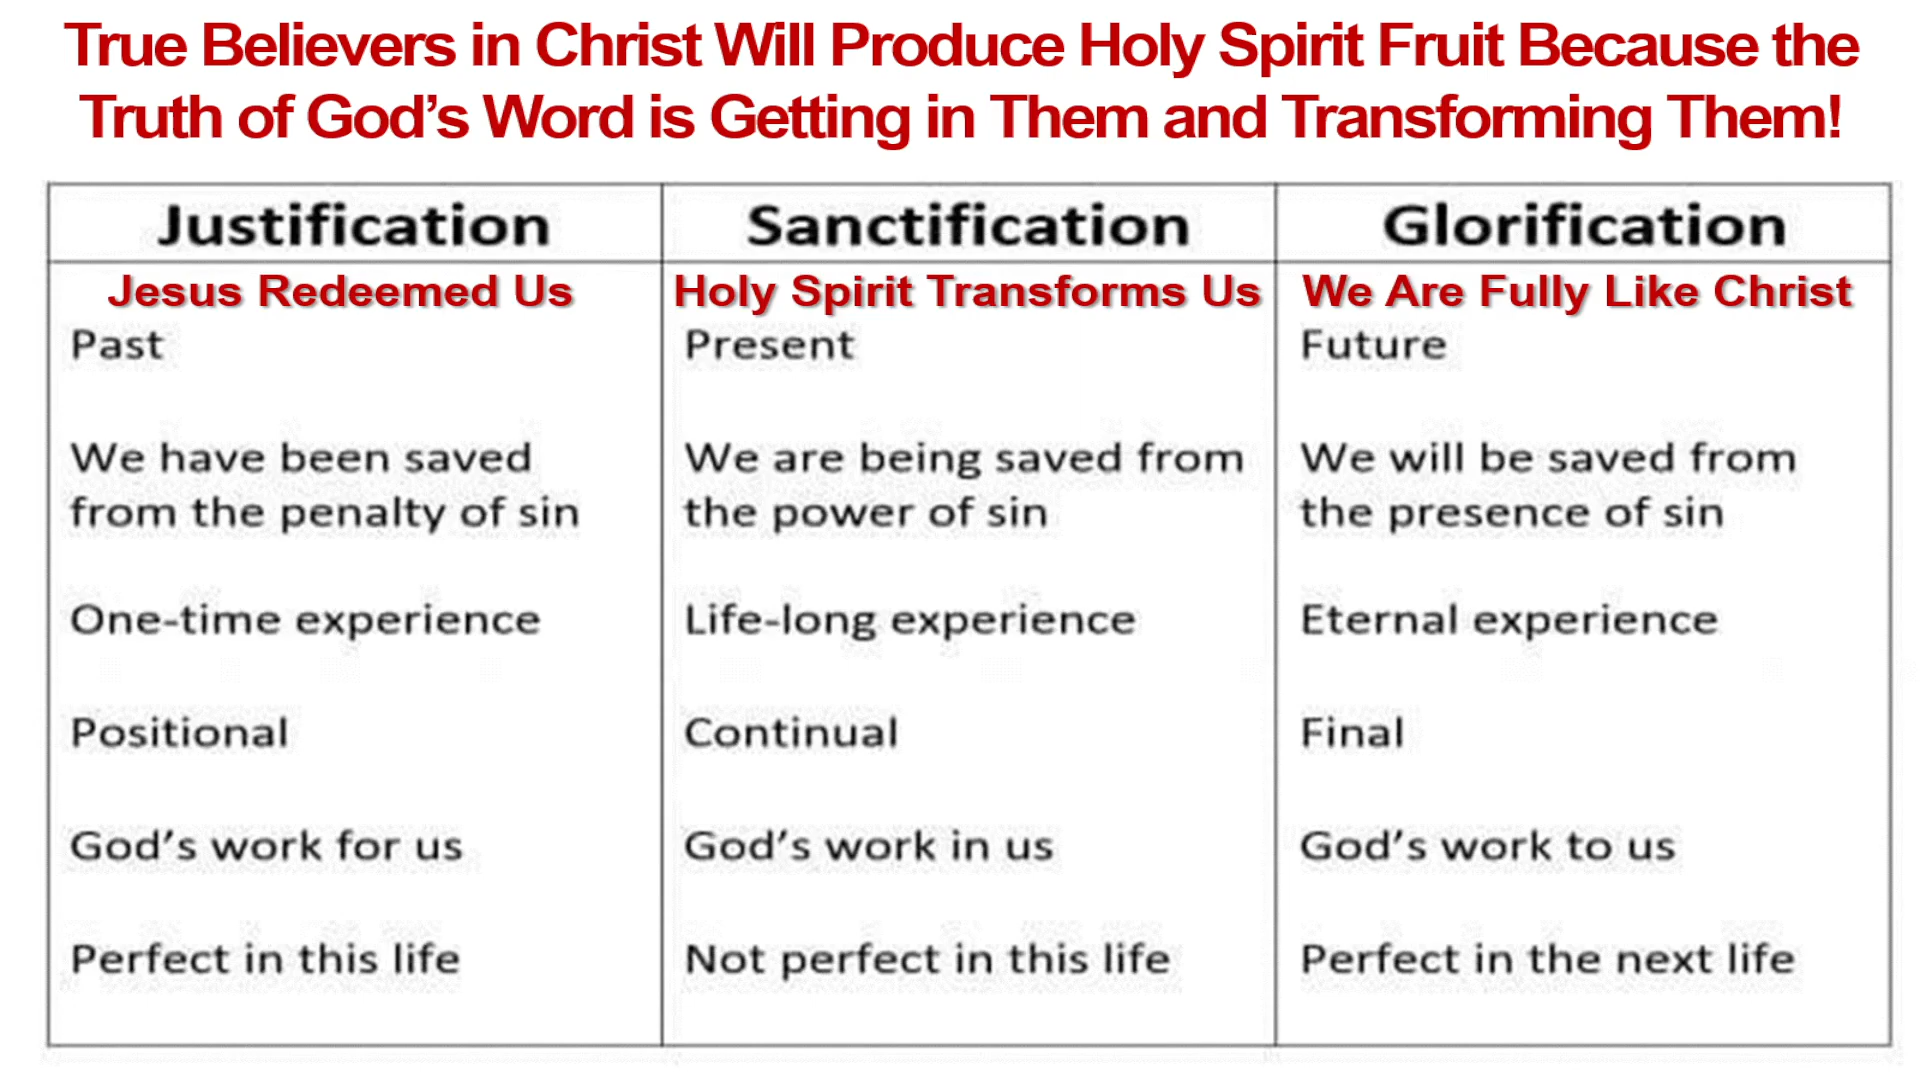 True Believers in Christ Will Produce Holy Spirit Fruit Because the
Truth of God’s Word is Getting in Them and Transforming Them!
Justification
Jesus Redeemed Us
Past
We have been saved
from the penalty of sin
One-time experience
Positional
God’s work for us
Perfect in this life
Sanctification
Holy Spirit Transforms Us
Present
We are being saved from
the power of sin
Life-long experience
Continual
God’s work in us
Not perfect in this life
Glorification
We Are Fully Like Christ
Future
We will be saved from
the presence of sin
Eternal experience
Final
God’s work to us
Perfect in the next life